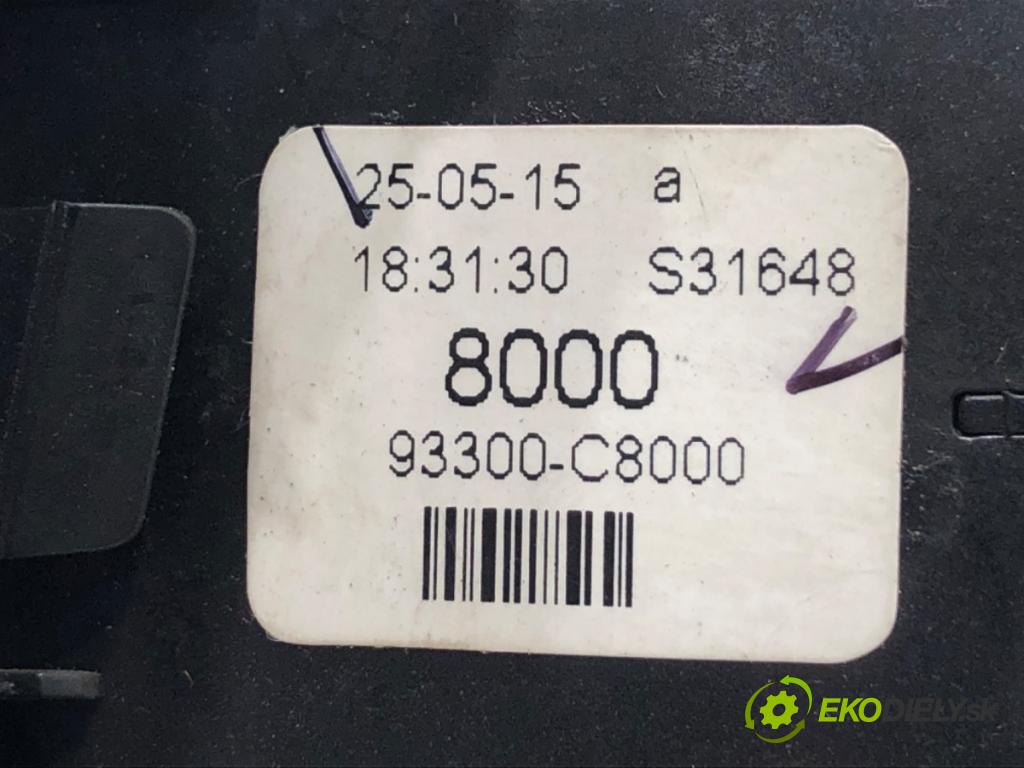 25-05-15 a
18:31:30 S31648
8000
93300-C8000
EKODIELY.sk